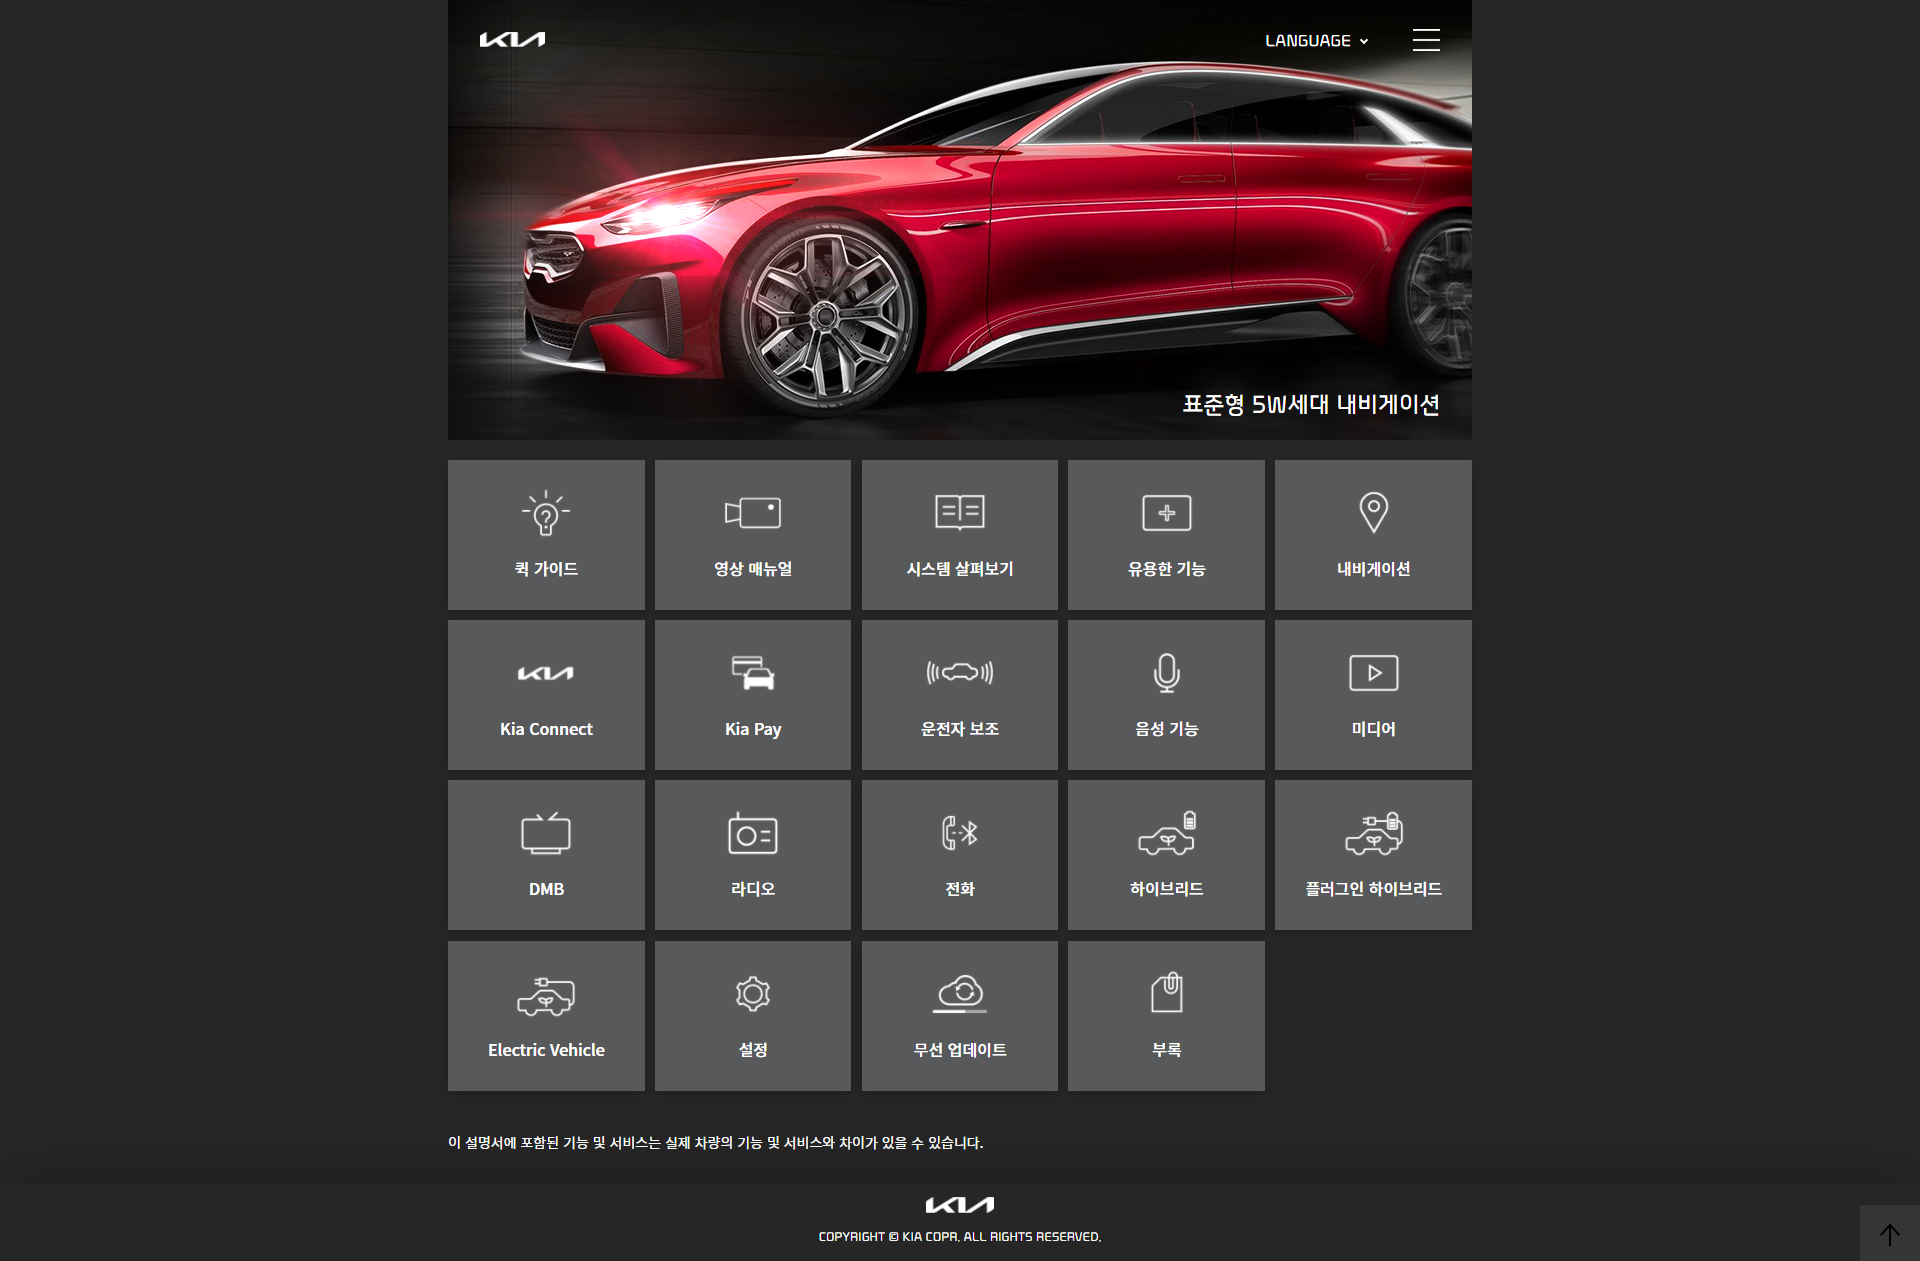 KIA
LANGUAGE
표준형 5W세대 내비게이션
퀵 가이드
영상 매뉴얼
시스템 살펴보기
유용한 기능
내비게이션
KIA
Kia Connect
Kia Pay
운전자 보조
음성 기능
미디어
DMB
라디오
전화
하이브리드
플러그인 하이브리드
Electric Vehicle
설정
무선 업데이트
부록
이 설명서에 포함된 기능 및 서비스는 실제 차량의 기능 및 서비스와 차이가 있을 수 있습니다.
KIA
COPYRIGHT © KIA COPR. ALL RIGHTS RESERVED.